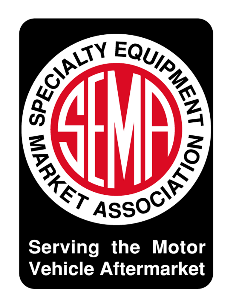 SPECIALTY EQUIPMENT
SEMA
MARKET ASSOCIATION
Serving the Motor
Vehicle Aftermarket